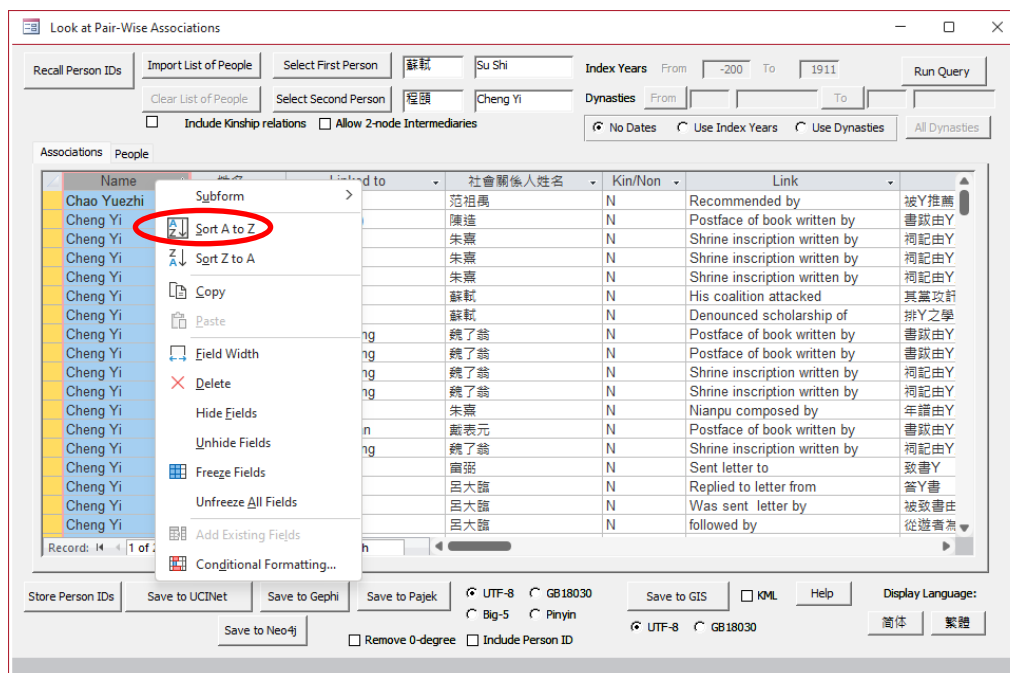 Look at Pair-Wise Associations
Recall Person IDs Import List of People Select First Person 蘇軾 Su Shi Index Years From -200 To 1911 Run Query
Clear List of People Select Second Person 程頤 Cheng Yi Dynasties From To
Include Kinship relations Allow 2-node Intermediaries No Dates Use Index Years Use Dynasties All Dynasties
Associations People
Name 姓名 Linked to 社會關係人姓名 Kin/Non Link
Chao Yuezhi 范祖禹 N Recommended by 被Y推薦
Cheng Yi 陳造 N Postface of book written by 書跋由Y
Cheng Yi 朱熹 N Shrine inscription written by 祠記由Y
Cheng Yi 朱熹 N Shrine inscription written by 祠記由Y
Cheng Yi 朱熹 N Shrine inscription written by 祠記由Y
Cheng Yi 蘇軾 N His coalition attacked 其黨攻訐
Cheng Yi 蘇軾 N Denounced scholarship of 排Y之學
Cheng Yi ng 魏了翁 N Postface of book written by 書跋由Y
Cheng Yi ng 魏了翁 N Postface of book written by 書跋由Y
Cheng Yi ng 魏了翁 N Shrine inscription written by 祠記由Y
Cheng Yi ng 魏了翁 N Shrine inscription written by 祠記由Y
Cheng Yi 朱熹 N Nianpu composed by 年譜由Y
Cheng Yi n 戴表元 N Postface of book written by 書跋由Y
Cheng Yi ng 魏了翁 N Shrine inscription written by 祠記由Y
Cheng Yi 富弼 N Sent letter to 致書Y
Cheng Yi 呂大臨 N Replied to letter from 答Y書
Cheng Yi 呂大臨 N Was sent letter by 被致書由
Cheng Yi 呂大臨 N followed by 從遊者為
Record: 1 of h
Subform
Sort A to Z
Sort Z to A
Copy
Paste
Field Width
Delete
Hide Fields
Unhide Fields
Freeze Fields
Unfreeze All Fields
Add Existing Fields
Conditional Formatting...
Store Person IDs Save to UCINet Save to Gephi Save to Pajek UTF-8 GB18030 Save to GIS KML Help Display Language:
Big-5 Pinyin
Save to Neo4j Remove 0-degree Include Person ID UTF-8 GB18030 简体 繁體